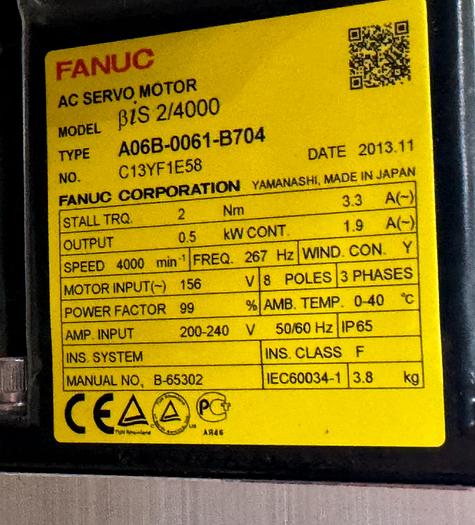 FANUC
AC SERVO MOTOR
MODEL βiS 2/4000
TYPE A06B-0061-B704
NO. C13YF1E58 DATE 2013.11
FANUC CORPORATION YAMANASHI, MADE IN JAPAN
STALL TRQ. 2 Nm 3.3 A(~)
OUTPUT 0.5 kW CONT. 1.9 A(~)
SPEED 4000 min⁻¹ FREQ. 267 Hz WIND. CON. Y
MOTOR INPUT(~) 156 V 8 POLES 3 PHASES
POWER FACTOR 99 % AMB. TEMP. 0-40 ℃
AMP. INPUT 200-240 V 50/60 Hz IP65
INS. SYSTEM INS. CLASS F
MANUAL NO, B-65302 IEC60034-1 3.8 kg
CE
TUV Rheinland
AR46